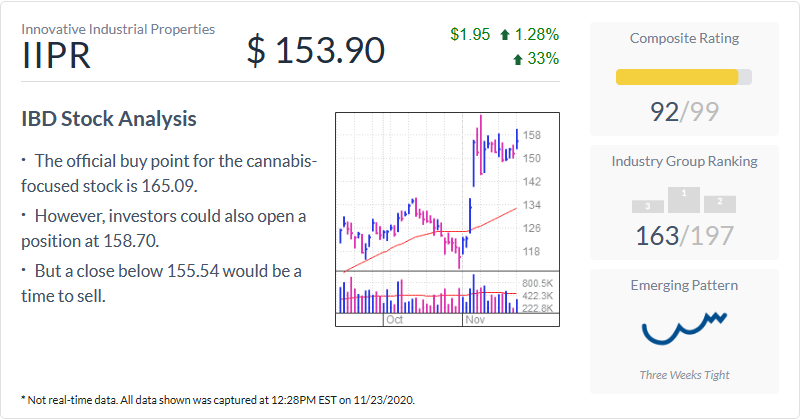 Innovative Industrial Properties
IIPR
$ 153.90
$1.95 1.28%
33%
IBD Stock Analysis
· The official buy point for the cannabis-
focused stock is 165.09.
· However, investors could also open a
position at 158.70.
· But a close below 155.54 would be a
time to sell.
158
150
142
134
126
118
800.5K
422.3K
222.8K
Oct
Nov
Composite Rating
92/99
Industry Group Ranking
3
1
2
163/197
Emerging Pattern
Three Weeks Tight
* Not real-time data. All data shown was captured at 12:28PM EST on 11/23/2020.